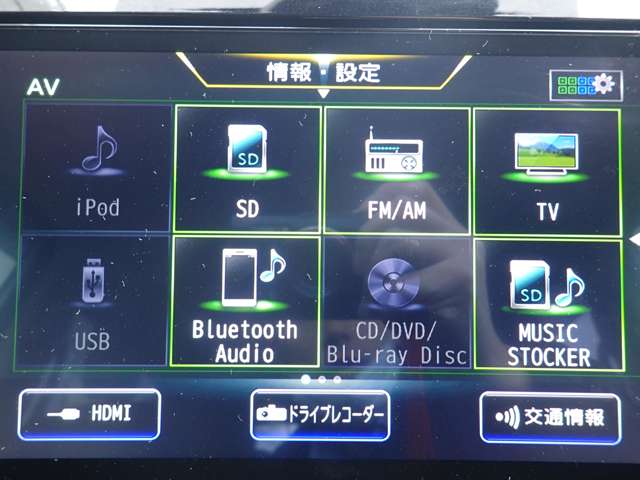 情報・設定
AV
iPod
SD
FM/AM
TV
USB
Bluetooth
Audio
CD/DVD/
Blu-ray Disc
SD
MUSIC
STOCKER
HDMI
ドライブレコーダー
交通情報